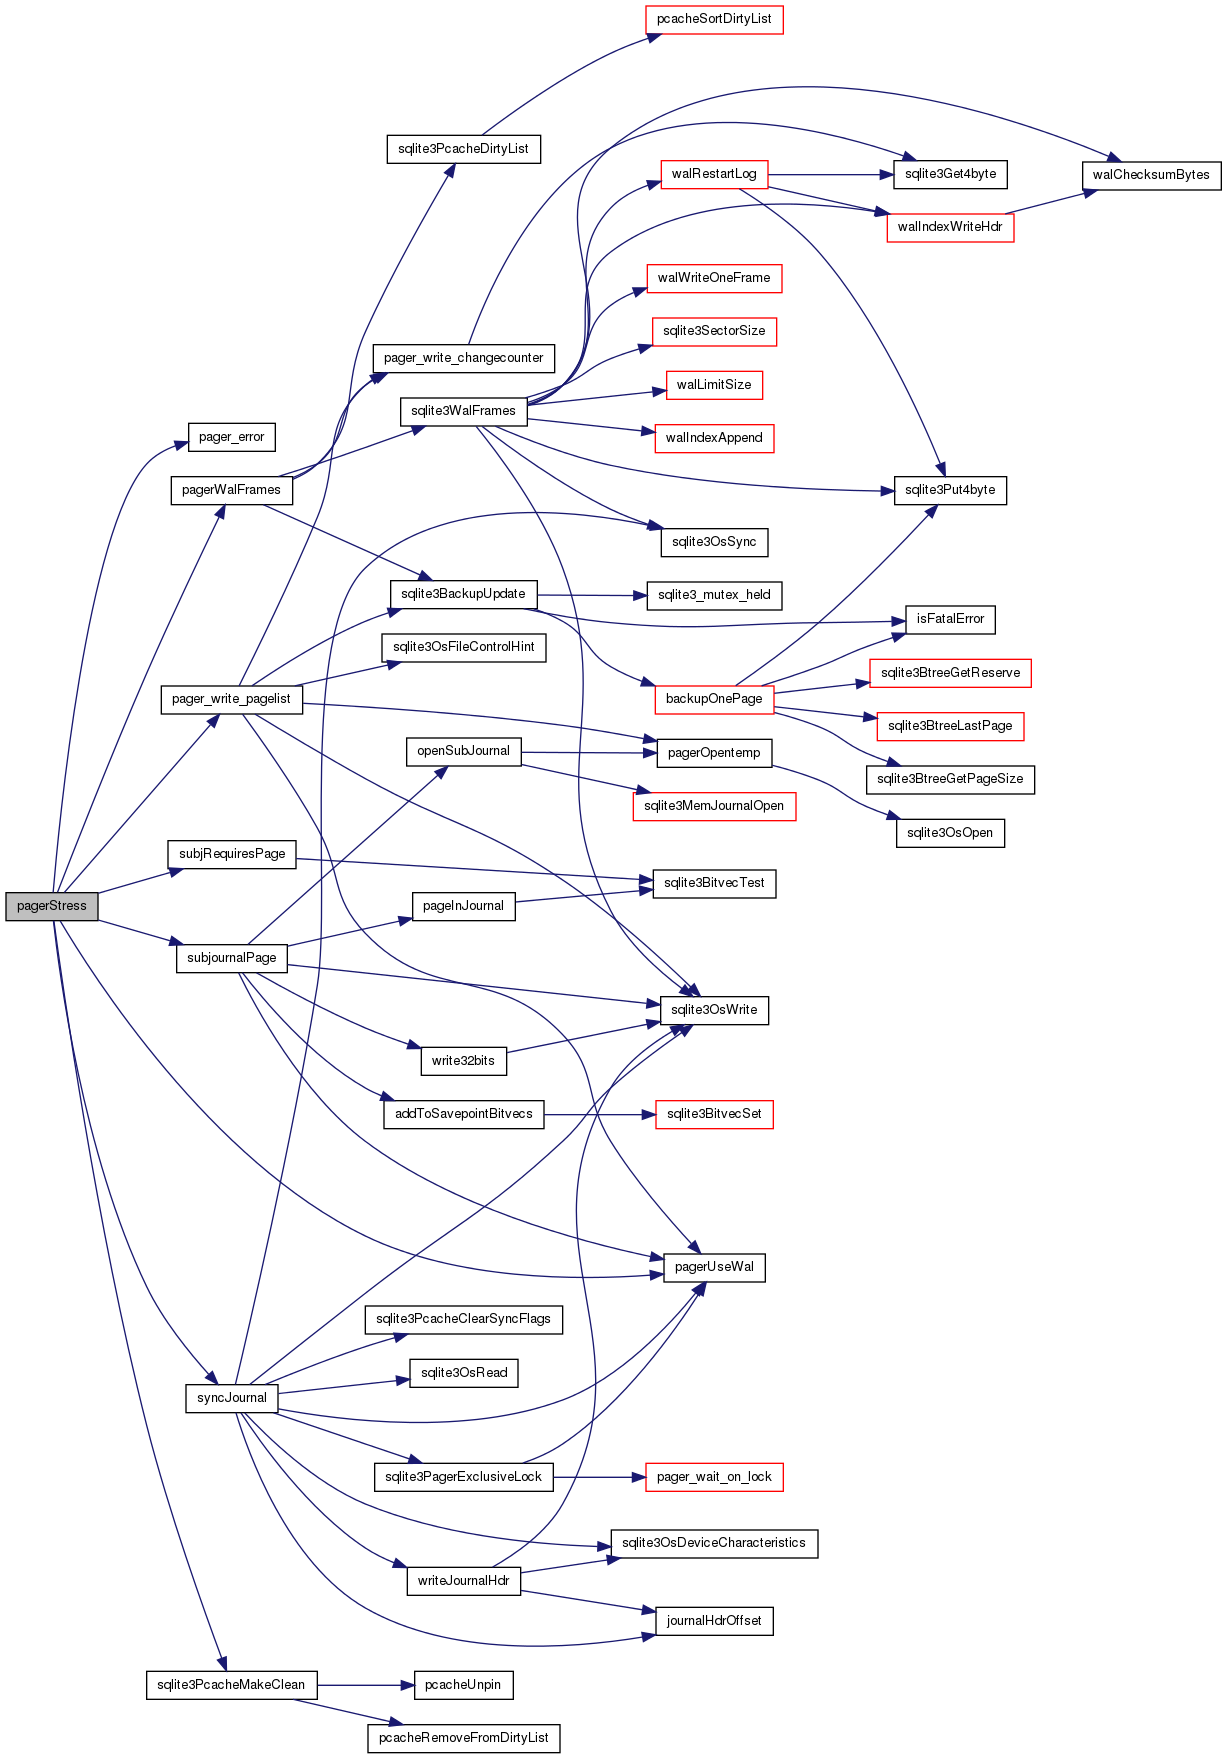 pcacheSortDirtyList
sqlite3PcacheDirtyList
walRestartLog
sqlite3Get4byte
walChecksumBytes
walIndexWriteHdr
walWriteOneFrame
sqlite3SectorSize
pager_write_changecounter
walLimitSize
sqlite3WalFrames
pager_error
walIndexAppend
pagerWalFrames
sqlite3Put4byte
sqlite3OsSync
sqlite3BackupUpdate
sqlite3_mutex_held
isFatalError
sqlite3OsFileControlHint
sqlite3BtreeGetReserve
pager_write_pagelist
backupOnePage
sqlite3BtreeLastPage
openSubJournal
pagerOpentemp
sqlite3BtreeGetPageSize
sqlite3MemJournalOpen
sqlite3OsOpen
subjRequiresPage
sqlite3BitvecTest
pagerStress
pageInJournal
subjournalPage
sqlite3OsWrite
write32bits
addToSavepointBitvecs
sqlite3BitvecSet
pagerUseWal
sqlite3PcacheClearSyncFlags
sqlite3OsRead
syncJournal
sqlite3PagerExclusiveLock
pager_wait_on_lock
sqlite3OsDeviceCharacteristics
writeJournalHdr
journalHdrOffset
sqlite3PcacheMakeClean
pcacheUnpin
pcacheRemoveFromDirtyList